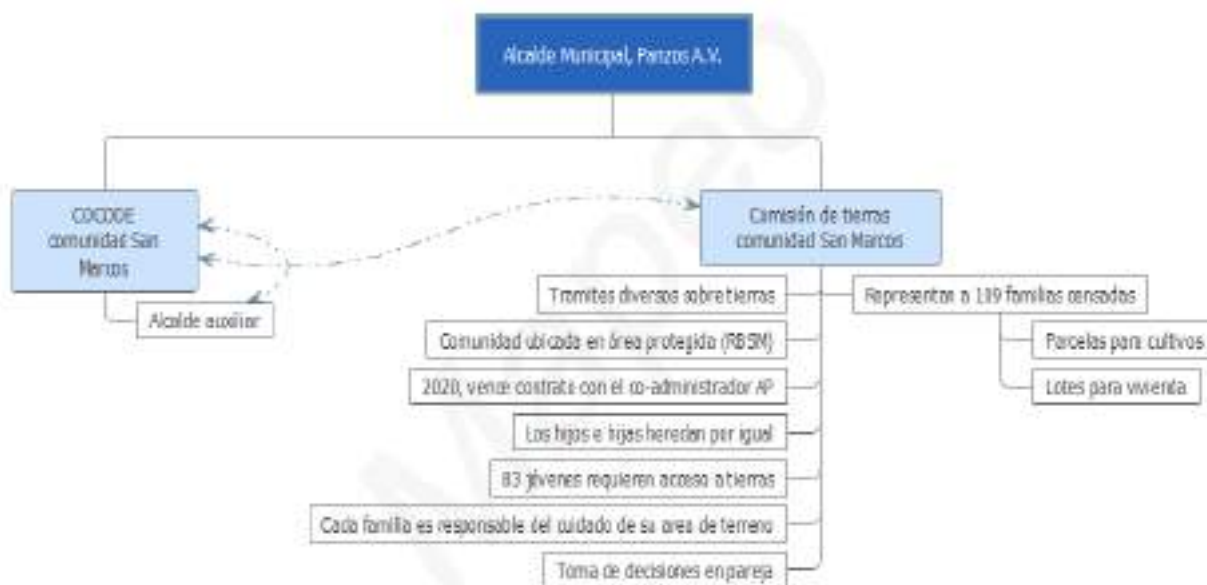 Alcalde Municipal, Panzos A.V.
COCODE
comunidad San
Marcos
Comisión de tierras
comunidad San Marcos
Alcalde auxiliar
Tramites diversos sobre tierras
Representan a familias censadas
Comunidad ubicada en área protegida (RBSM)
Parcelas para cultivos
2020, vence contrato con el co-administrador AP
Lotes para vivienda
Los hijos e hijas heredan por igual
83 jóvenes requieren acceso a tierras
Cada familia es responsable del cuidado de su area de terreno
Toma de decisiones en pareja